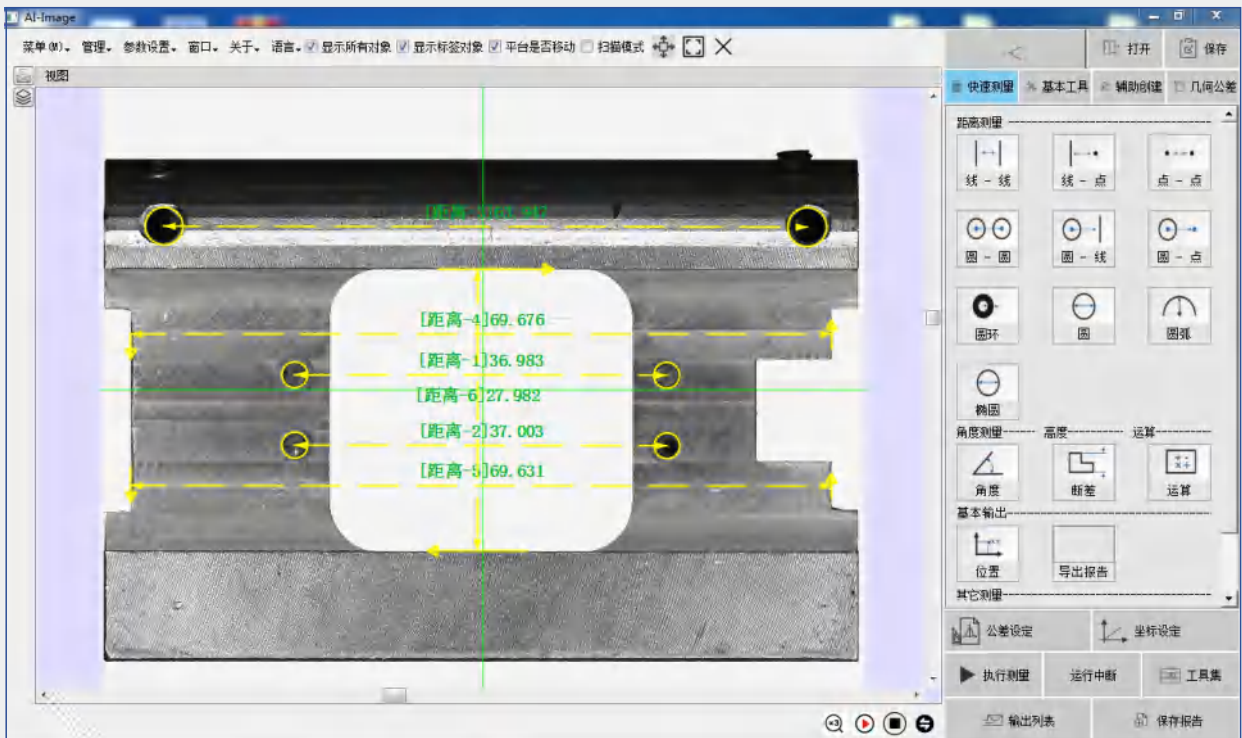 AI-Image
菜单(M) 管理 参数设置 窗口 关于 语言 显示所有对象 显示标签对象 平台是否移动 扫描模式
打开 保存
视图
快速测量 基本工具 辅助创建 几何公差
距离测量
线 - 线 线 - 点 点 - 点
圆 - 圆 圆 - 线 圆 - 点
圆环 圆 圆弧
椭圆
角度测量 高度 运算
角度 断差 运算
基本输出
位置 导出报告
其它测量
公差设定 坐标设定
执行测量 运行中断 工具集
输出列表 保存报告
[距离-4]69.676
[距离-1]36.983
[距离-6]27.982
[距离-2]37.003
[距离-5]69.631